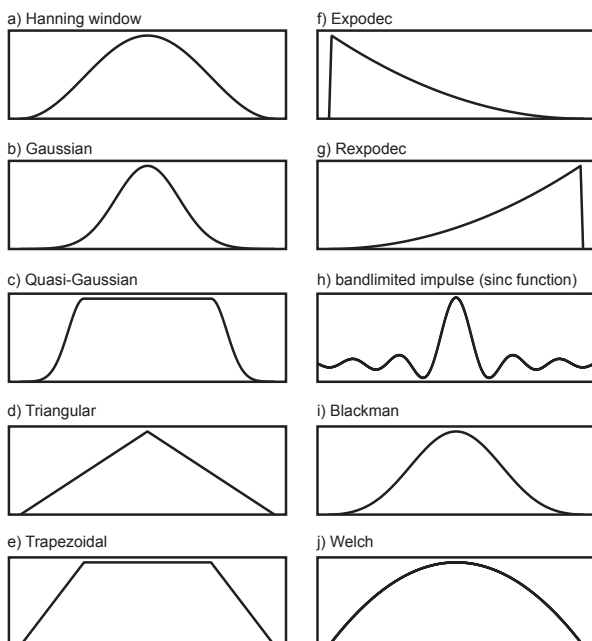 a) Hanning window
b) Gaussian
c) Quasi-Gaussian
d) Triangular
e) Trapezoidal
f) Expodec
g) Rexpodec
h) bandlimited impulse (sinc function)
i) Blackman
j) Welch